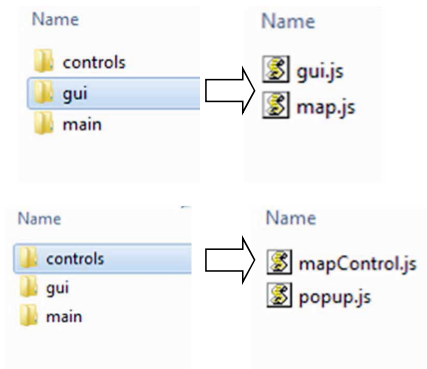 Name
controls
gui
main
Name
gui.js
map.js
Name
controls
gui
main
Name
mapControl.js
popup.js